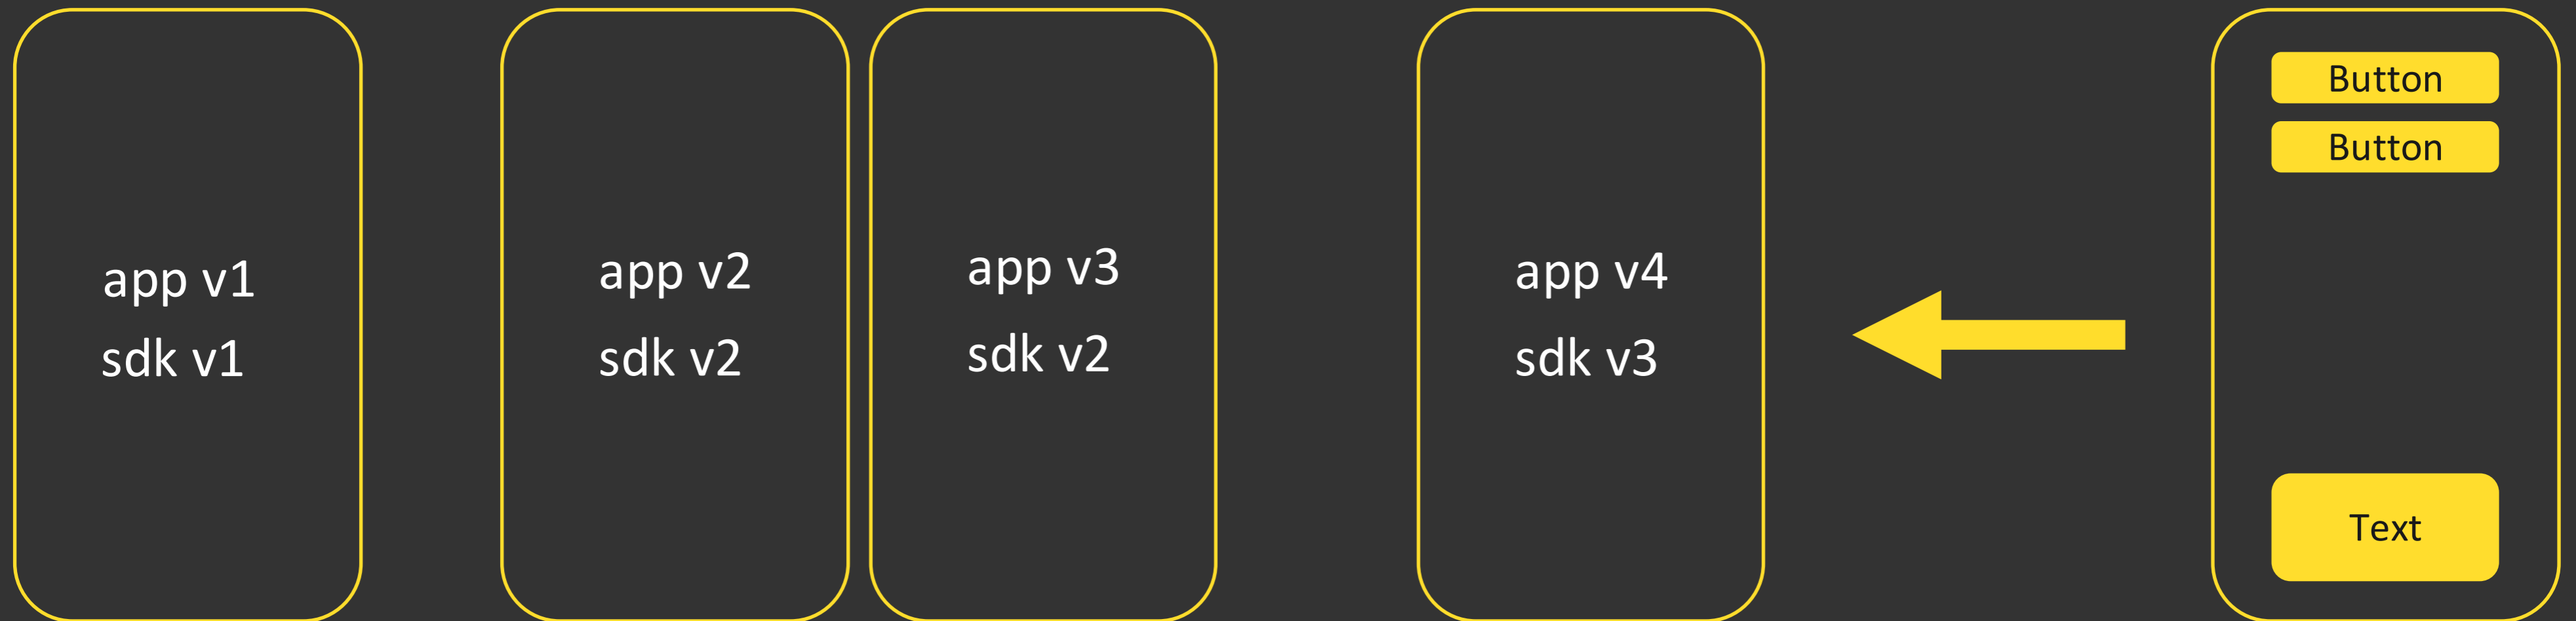 app v1
sdk v1
app v2
sdk v2
app v3
sdk v2
app v4
sdk v3
Button
Button
Text